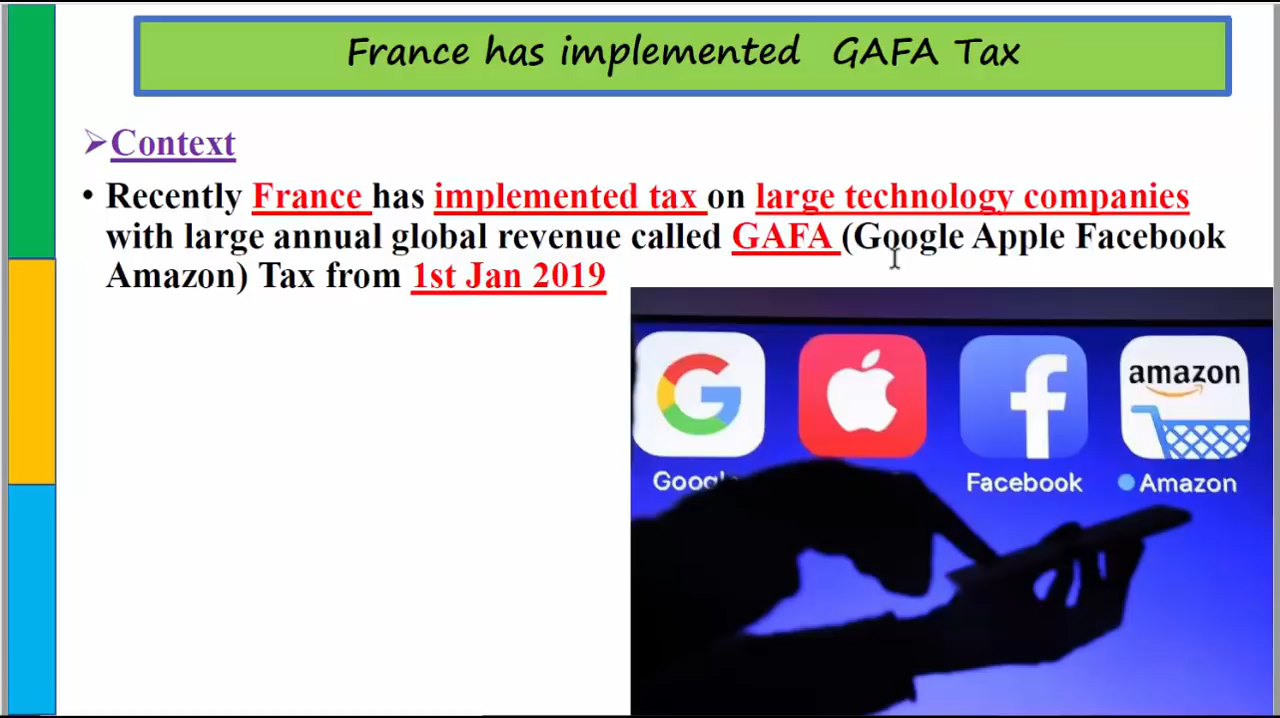 France has implemented GAFA Tax
➢Context
• Recently France has implemented tax on large technology companies
with large annual global revenue called GAFA (Google Apple Facebook
Amazon) Tax from 1st Jan 2019
amazon
Facebook
Amazon